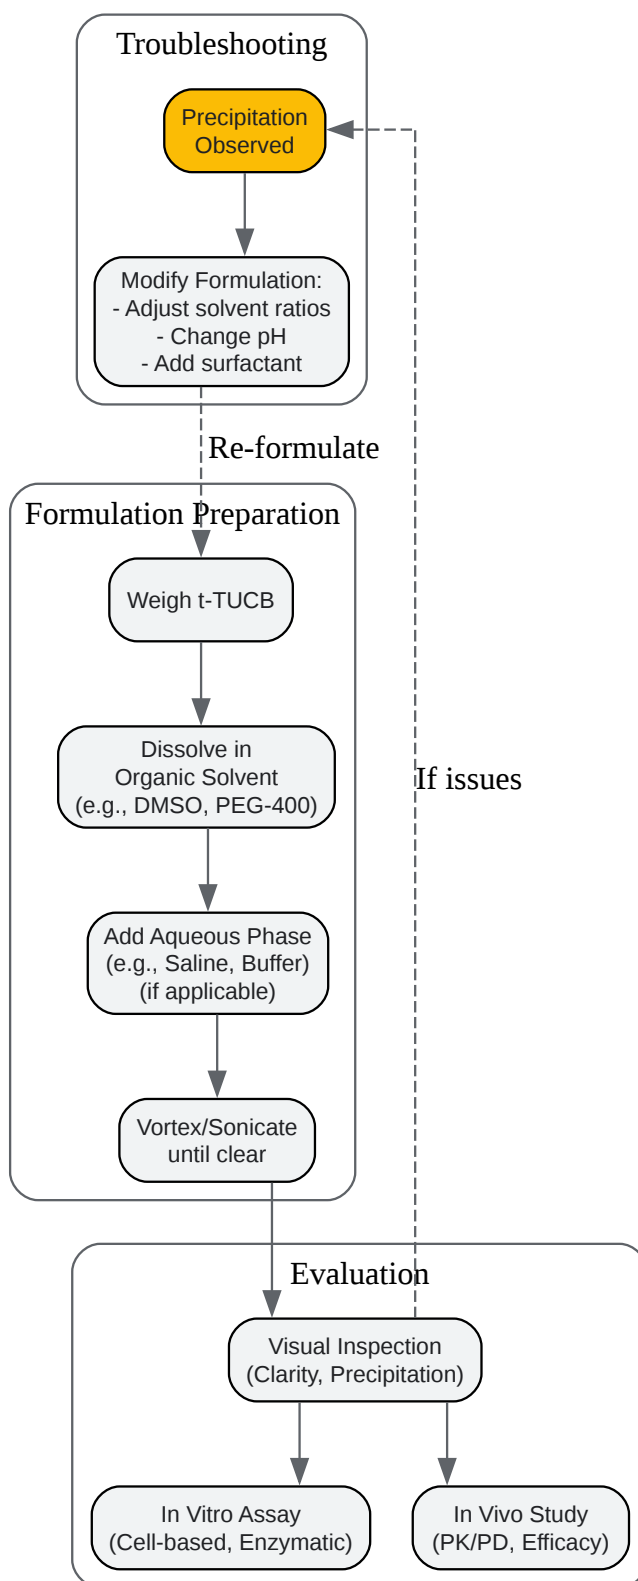 Troubleshooting
Precipitation
Observed
Modify Formulation:
- Adjust solvent ratios
- Change pH
- Add surfactant
Re-formulate
Formulation Preparation
Weigh t-TUCB
Dissolve in
Organic Solvent
(e.g., DMSO, PEG-400)
If issues
Add Aqueous Phase
(e.g., Saline, Buffer)
(if applicable)
Vortex/Sonicate
until clear
Evaluation
Visual Inspection
(Clarity, Precipitation)
In Vitro Assay
(Cell-based, Enzymatic)
In Vivo Study
(PK/PD, Efficacy)